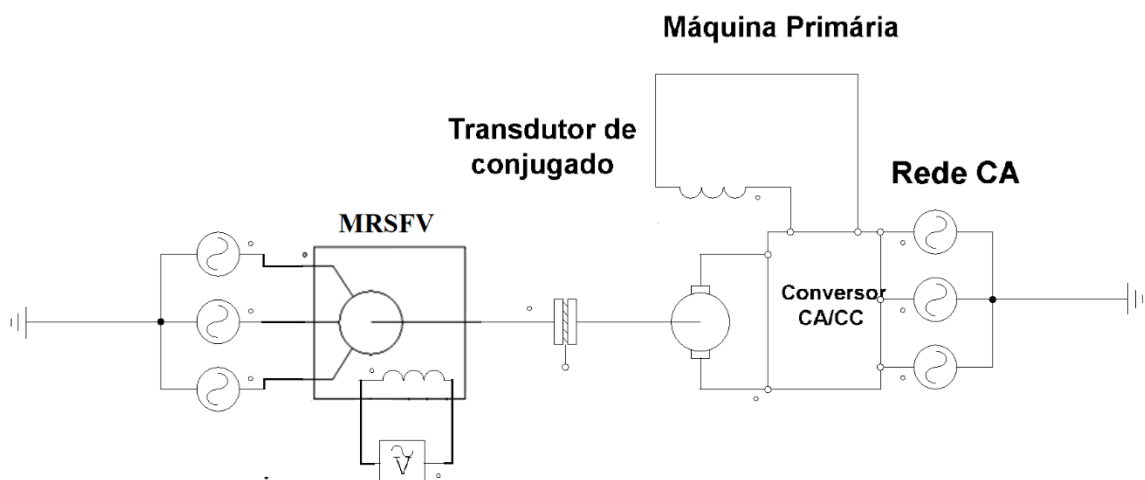 Máquina Primária
Transdutor de
conjugado
Rede CA
MRSFV
Conversor
CA/CC
V